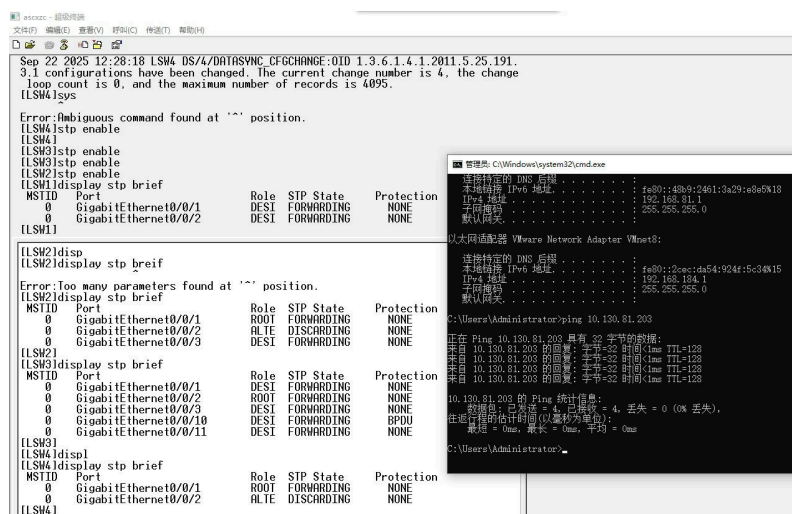 ascxzc - 超级终端
文件(F) 编辑(E) 查看(V) 呼叫(C) 传送(T) 帮助(H)
Sep 22 2025 12:28:18 LSW4 DS/4/DATASYNC_CFGCHANGE:OID 1.3.6.1.4.1.2011.5.25.191.
3.1 configurations have been changed. The current change number is 4, the change
loop count is 0, and the maximum number of records is 4095.
[LSW4]sys
^
Error:Ambiguous command found at '^' position.
[LSW4]stp enable
[LSW4]
[LSW3]stp enable
[LSW3]stp enable
[LSW2]stp enable
[LSW1]display stp brief
MSTID Port Role STP State Protection
0 GigabitEthernet0/0/1 DESI FORWARDING NONE
0 GigabitEthernet0/0/2 DESI FORWARDING NONE
[LSW1]
[LSW2]disp
[LSW2]display stp breif
^
Error:Too many parameters found at '^' position.
[LSW2]display stp brief
MSTID Port Role STP State Protection
0 GigabitEthernet0/0/1 ROOT FORWARDING NONE
0 GigabitEthernet0/0/2 ALTE DISCARDING NONE
0 GigabitEthernet0/0/3 DESI FORWARDING NONE
[LSW2]
[LSW3]display stp brief
MSTID Port Role STP State Protection
0 GigabitEthernet0/0/1 DESI FORWARDING NONE
0 GigabitEthernet0/0/2 ROOT FORWARDING NONE
0 GigabitEthernet0/0/3 DESI FORWARDING NONE
0 GigabitEthernet0/0/10 DESI FORWARDING BPDU
0 GigabitEthernet0/0/11 DESI FORWARDING NONE
[LSW3]
[LSW4]displ
[LSW4]display stp brief
MSTID Port Role STP State Protection
0 GigabitEthernet0/0/1 ROOT FORWARDING NONE
0 GigabitEthernet0/0/2 ALTE DISCARDING NONE
[LSW4]
管理员: C:\Windows\system32\cmd.exe
连接特定的 DNS 后缀 . . . . . . . :
本地链接 IPv6 地址. . . . . . . . : fe80::48b9:2461:3a29:e8e5%18
IPv4 地址 . . . . . . . . . . . . : 192.168.81.1
子网掩码 . . . . . . . . . . . . : 255.255.255.0
默认网关. . . . . . . . . . . . . :
以太网适配器 VMware Network Adapter VMnet8:
连接特定的 DNS 后缀 . . . . . . . :
本地链接 IPv6 地址. . . . . . . . : fe80::2cec:da54:924f:5c34%15
IPv4 地址 . . . . . . . . . . . . : 192.168.184.1
子网掩码 . . . . . . . . . . . . : 255.255.255.0
默认网关. . . . . . . . . . . . . :
C:\Users\Administrator>ping 10.130.81.203
正在 Ping 10.130.81.203 具有 32 字节的数据:
来自 10.130.81.203 的回复: 字节=32 时间<1ms TTL=128
来自 10.130.81.203 的回复: 字节=32 时间<1ms TTL=128
来自 10.130.81.203 的回复: 字节=32 时间<1ms TTL=128
来自 10.130.81.203 的回复: 字节=32 时间<1ms TTL=128
10.130.81.203 的 Ping 统计信息:
数据包: 已发送 = 4, 已接收 = 4, 丢失 = 0 (0% 丢失),
往返行程的估计时间(以毫秒为单位):
最短 = 0ms, 最长 = 0ms, 平均 = 0ms
C:\Users\Administrator>